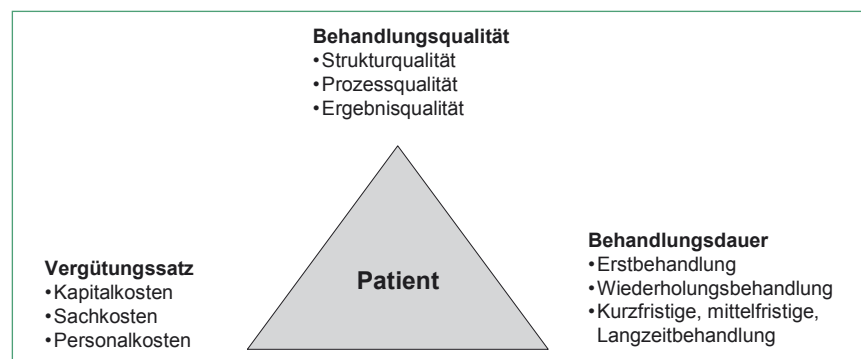 Behandlungsqualität
•Strukturqualität
•Prozessqualität
•Ergebnisqualität
Vergütungssatz
•Kapitalkosten
•Sachkosten
•Personalkosten
Patient
Behandlungsdauer
•Erstbehandlung
•Wiederholungsbehandlung
•Kurzfristige, mittelfristige,
Langzeitbehandlung